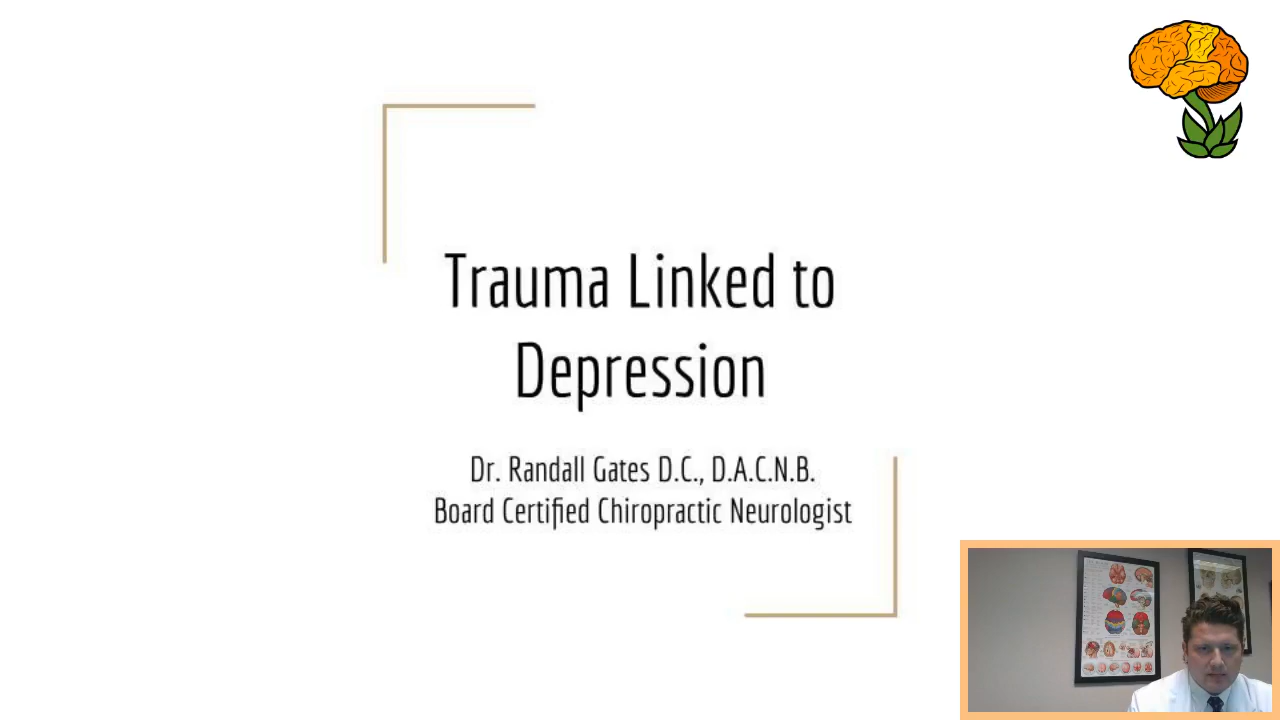 Trauma Linked to
Depression
Dr. Randall Gates D.C., D.A.C.N.B.
Board Certified Chiropractic Neurologist